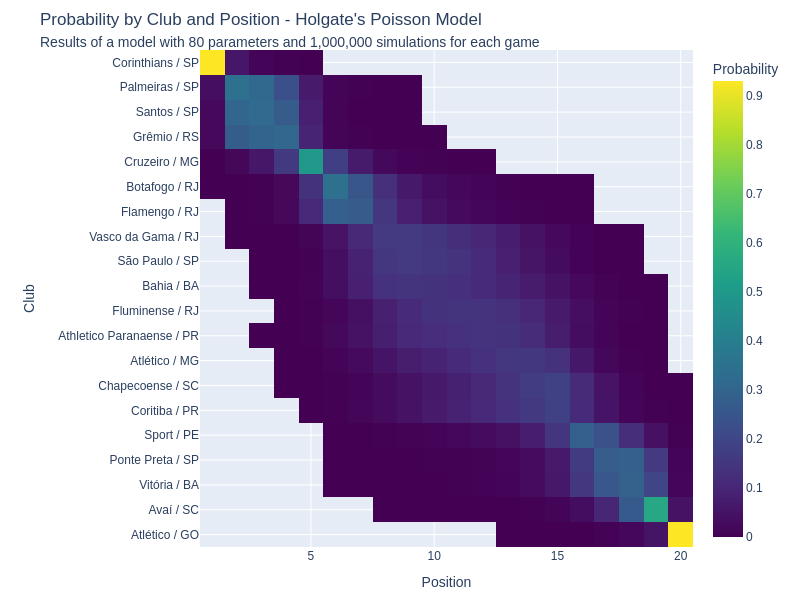 Probability by Club and Position - Holgate's Poisson Model
Results of a model with 80 parameters and 1,000,000 simulations for each game
Probability
Club
Corinthians / SP
Palmeiras / SP
Santos / SP
Grêmio / RS
Cruzeiro / MG
Botafogo / RJ
Flamengo / RJ
Vasco da Gama / RJ
São Paulo / SP
Bahia / BA
Fluminense / RJ
Athletico Paranaense / PR
Atlético / MG
Chapecoense / SC
Coritiba / PR
Sport / PE
Ponte Preta / SP
Vitória / BA
Avaí / SC
Atlético / GO
0.9
0.8
0.7
0.6
0.5
0.4
0.3
0.2
0.1
0
5 10 15 20
Position